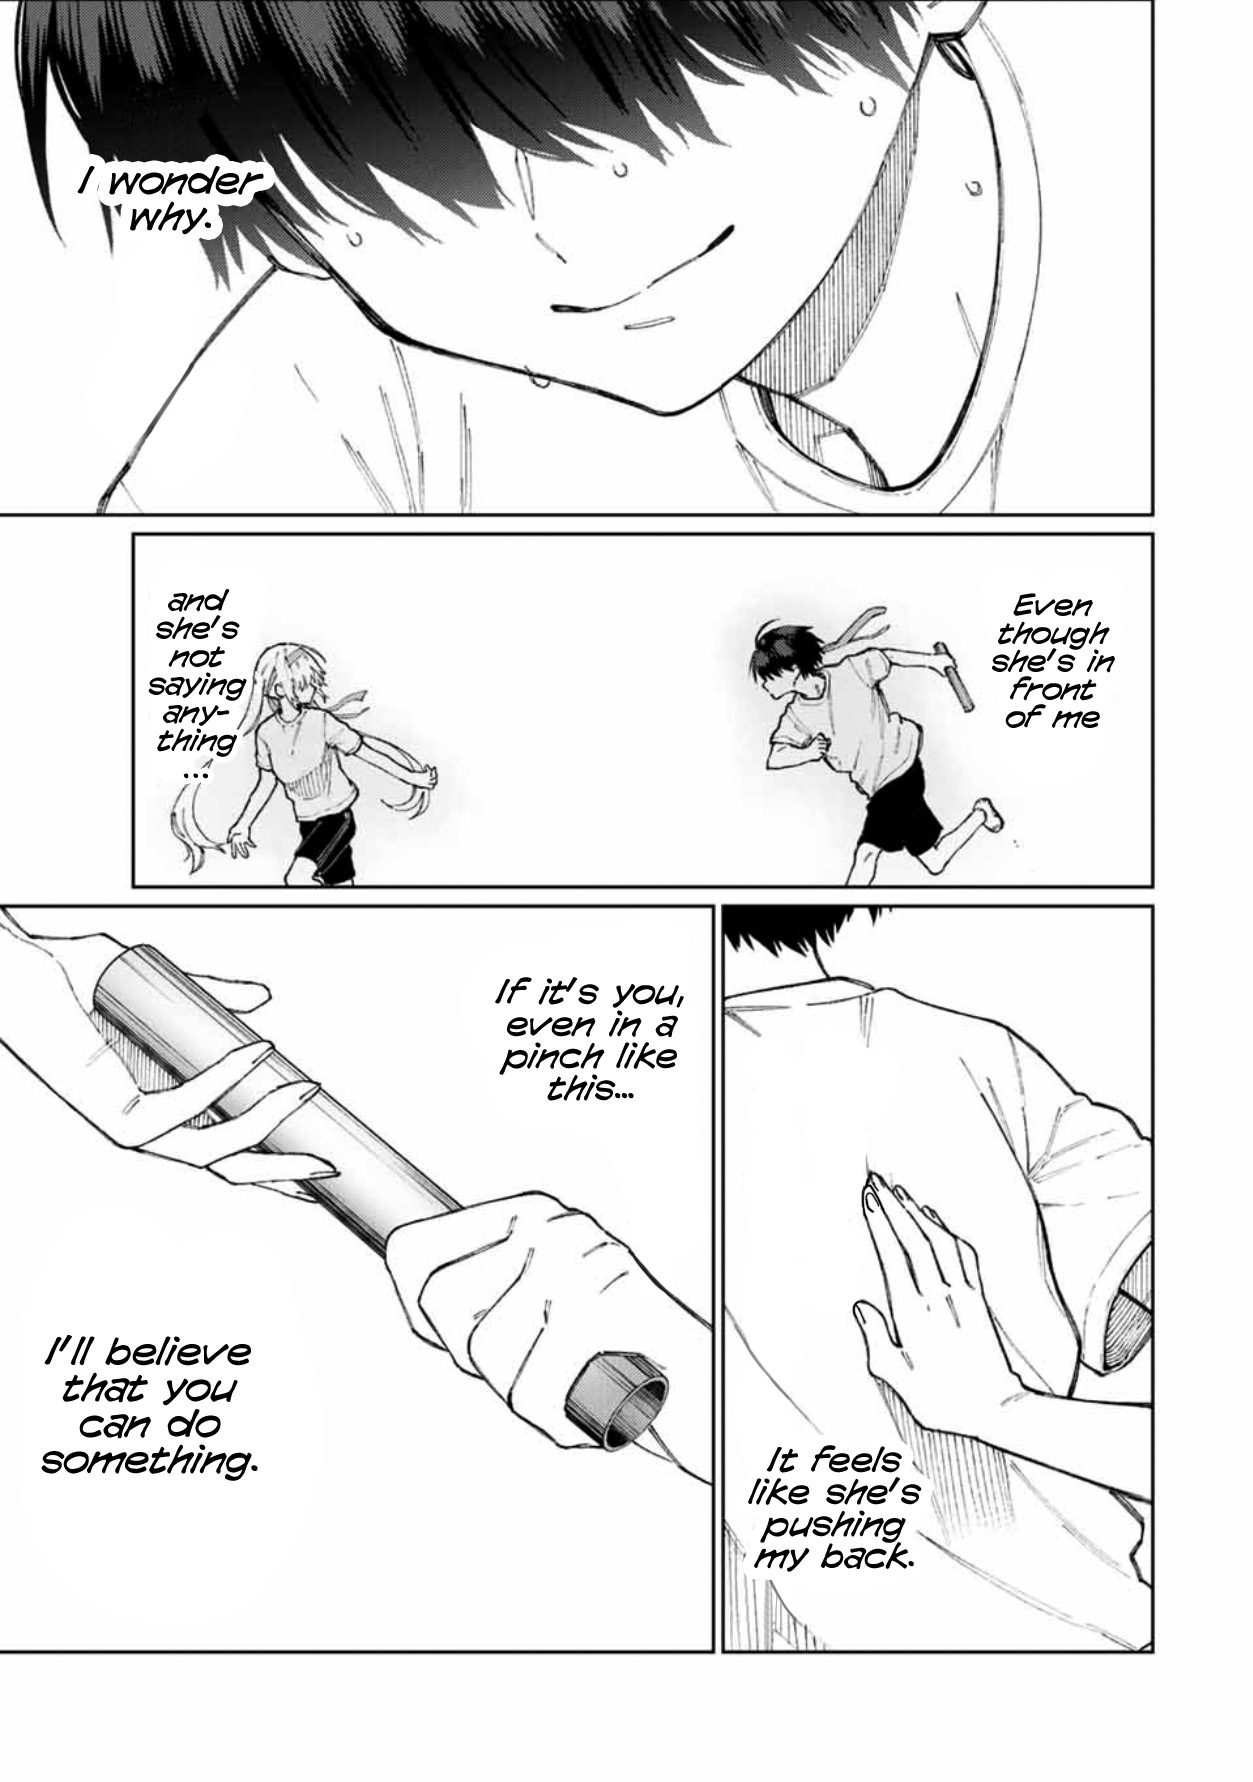 I wonder
why.
Even
though
she's in
front
of me
and
she's
not
saying
any-
thing
...
It feels
like she's
pushing
my back.
If it's you,
even in a
pinch like
this...
I'll believe
that you
can do
something.